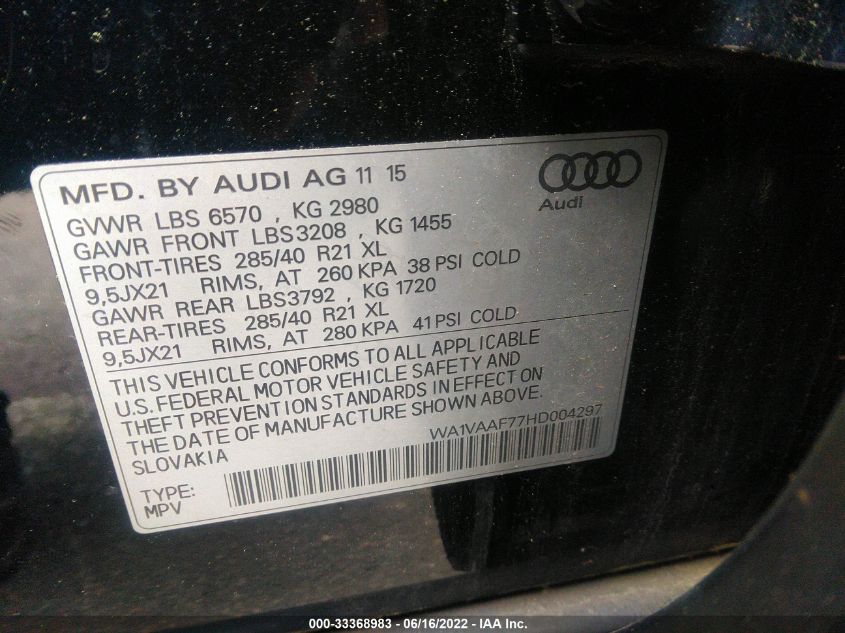 MFD. BY AUDI AG 11 15
Audi
GVWR LBS 6570 , KG 2980
GAWR FRONT LBS3208 , KG 1455
FRONT-TIRES 285/40 R21 XL
9,5JX21 RIMS, AT 260 KPA 38 PSI COLD
GAWR REAR LBS3792 , KG 1720
REAR-TIRES 285/40 R21 XL
9,5JX21 RIMS, AT 280 KPA 41 PSI COLD
THIS VEHICLE CONFORMS TO ALL APPLICABLE
U.S. FEDERAL MOTOR VEHICLE SAFETY AND
THEFT PREVENTION STANDARDS IN EFFECT ON
THE DATE OF MANUFACTURE SHOWN ABOVE.
SLOVAKIA
WA1VAAF77HD004297
TYPE:
MPV
000-33368983 - 06/16/2022 - IAA Inc.